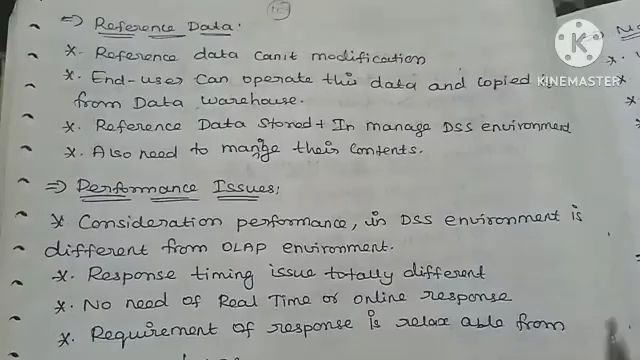 => Reference Data:
*. Reference data can't modification
*. End-user can operate this data and copied
from Data warehouse.
*. Reference Data Stored + In manage DSS environment
*. Also need to mange their contents.
=> Performance Issues:
* Consideration performance, in DSS environment is
different from OLAP environment.
*. Response timing issue totally different
*. No need of Real Time or online response
*. Requirement of response is relax able from
K
KINEMASTER